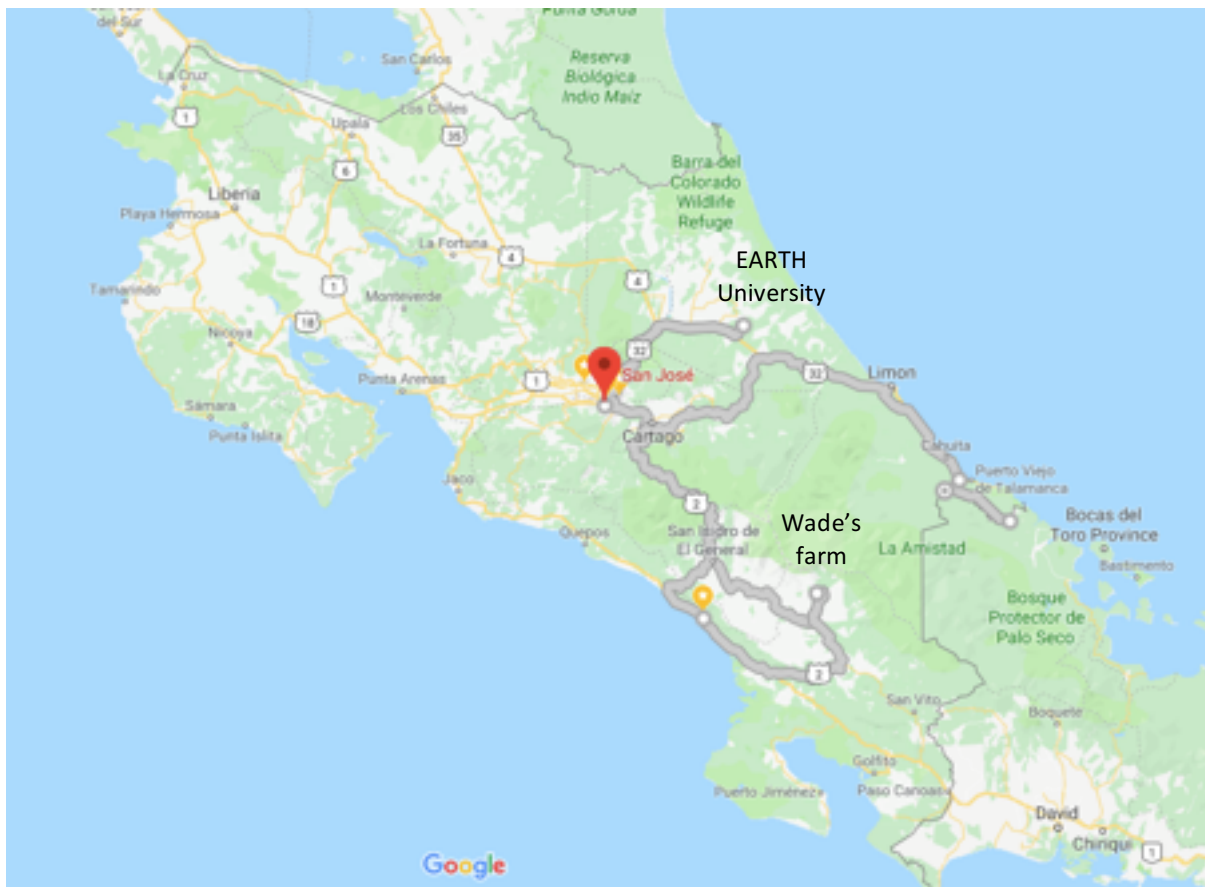 del Sur
San Carlos
La Cruz
Los Chiles
Reserva
Biológica
Indio Maíz
1
Upala
35
6
Liberia
Playa Hermosa
Barra del
Colorado
Wildlife
Refuge
La Fortuna
4
EARTH
University
Tamarindo
1
Monteverde
4
Nicoya
18
32
Punta Arenas
1
San José
32
Limon
Sámara
Punta Islita
Cartago
Cahuita
Jaco
Puerto Viejo
de Talamanca
2
Quepos
San Isidro de
El General
Wade's
farm
La Amistad
Bocas del
Toro Province
Bastimento
Bosque
Protector de
Palo Seco
2
San Vito
Boquete
Golfito
Puerto Jiménez
Paso Canoas
David
Chiriqui
1
Google